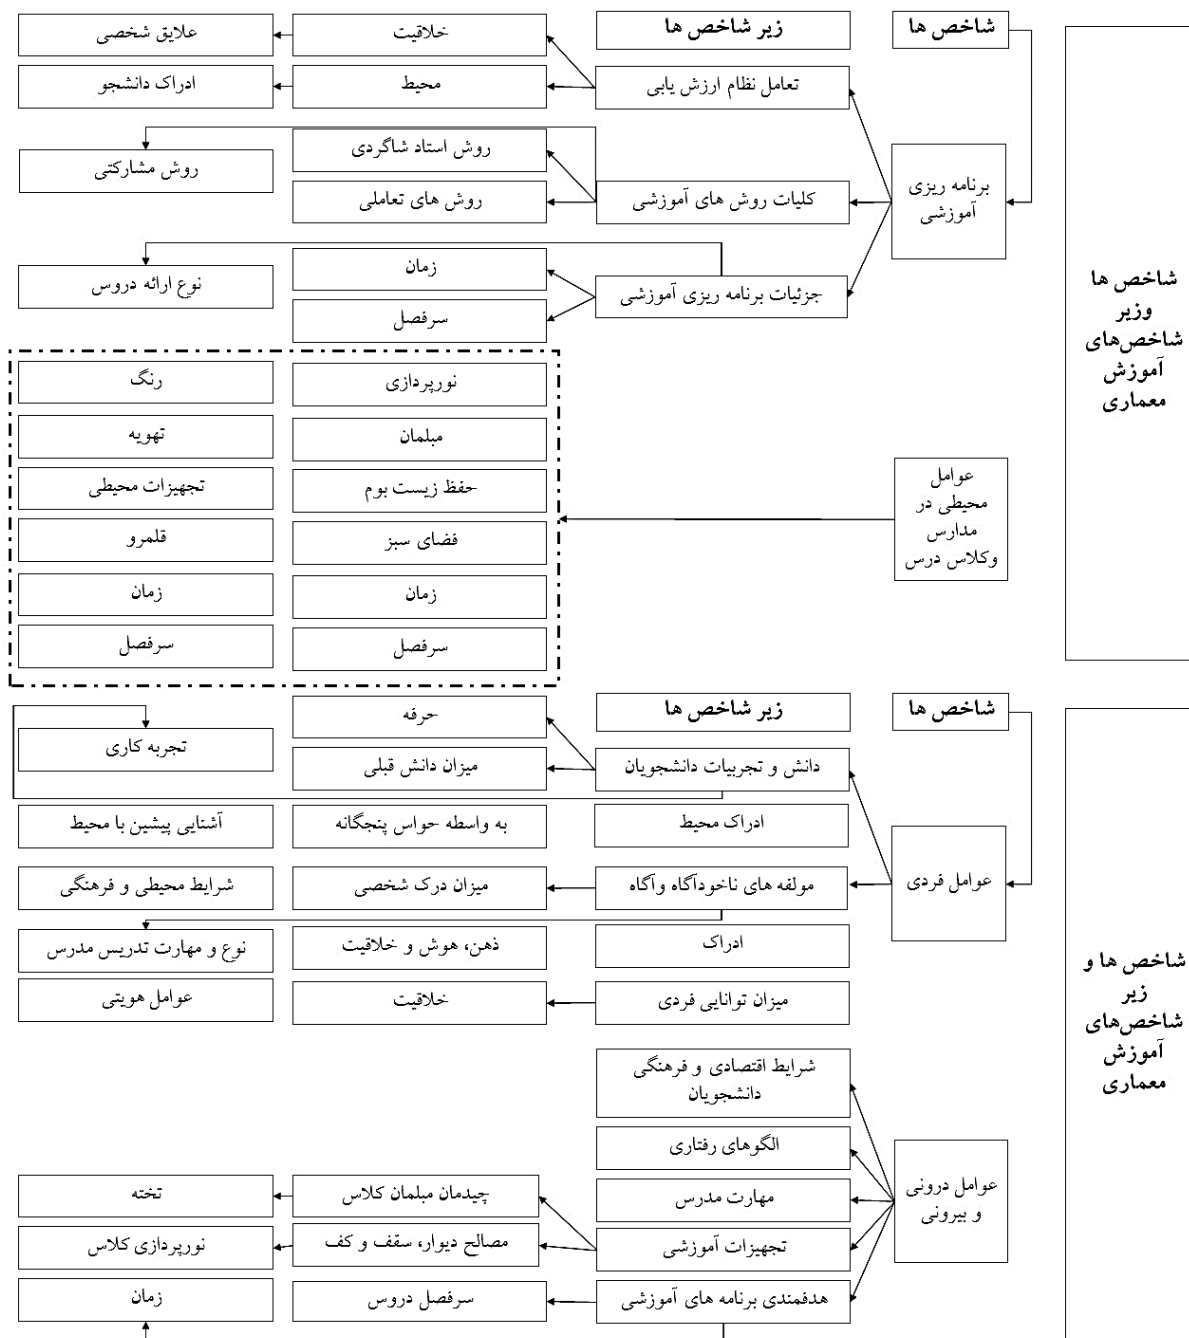 شاخص ها
زیر شاخص ها
خلاقیت
علایق شخصی
تعامل نظام ارزش یابی
محیط
ادراک دانشجو
روش استاد شاگردی
روش مشارکتی
برنامه ریزی
آموزشی
کلیات روش های آموزشی
روش های تعاملی
زمان
نوع ارائه دروس
جزئیات برنامه ریزی آموزشی
سرفصل
شاخص ها
وزیر
شاخص‌های
آموزش
معماری
نورپردازی
رنگ
مبلمان
تهویه
عوامل
محیطی در
مدارس
وکلاس درس
حفظ زیست بوم
تجهیزات محیطی
فضای سبز
قلمرو
زمان
زمان
سرفصل
سرفصل
شاخص ها
زیر شاخص ها
حرفه
تجربه کاری
دانش و تجربیات دانشجویان
میزان دانش قبلی
ادراک محیط
به واسطه حواس پنجگانه
آشنایی پیشین با محیط
عوامل فردی
مولفه های ناخودآگاه وآگاه
میزان درک شخصی
شرایط محیطی و فرهنگی
ادراک
ذهن، هوش و خلاقیت
نوع و مهارت تدریس مدرس
میزان توانایی فردی
خلاقیت
عوامل هویتی
شاخص ها و
زیر
شاخص‌های
آموزش
معماری
شرایط اقتصادی و فرهنگی
دانشجویان
الگوهای رفتاری
عوامل درونی
و بیرونی
مهارت مدرس
چیدمان مبلمان کلاس
تخته
تجهیزات آموزشی
مصالح دیوار، سقف و کف
نورپردازی کلاس
هدفمندی برنامه های آموزشی
سرفصل دروس
زمان